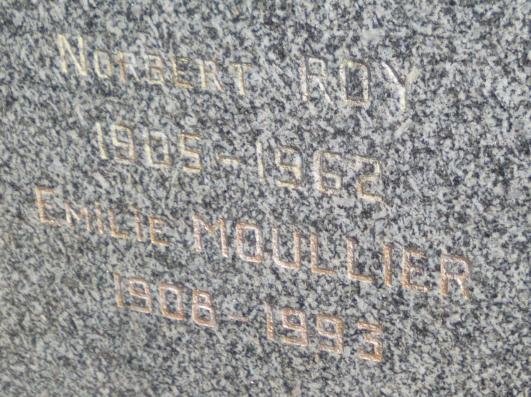 Norbert ROY
1905-1962
Emilie MOULLIER
1908-1993